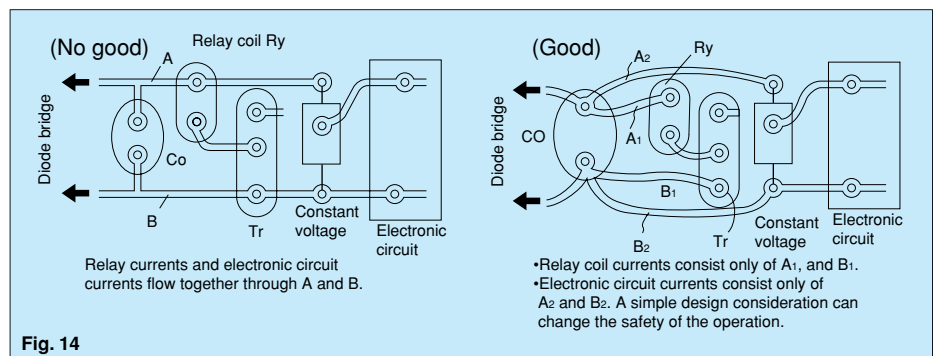 (No good)
Relay coil Ry
A
Diode bridge
Co
B
Tr
Constant
voltage
Electronic
circuit
Relay currents and electronic circuit
currents flow together through A and B.
(Good)
A2
Ry
CO
A1
Diode bridge
B1
B2
Tr
Constant
voltage
Electronic
circuit
•Relay coil currents consist only of A1, and B1.
•Electronic circuit currents consist only of
A2 and B2. A simple design consideration can
change the safety of the operation.
Fig. 14